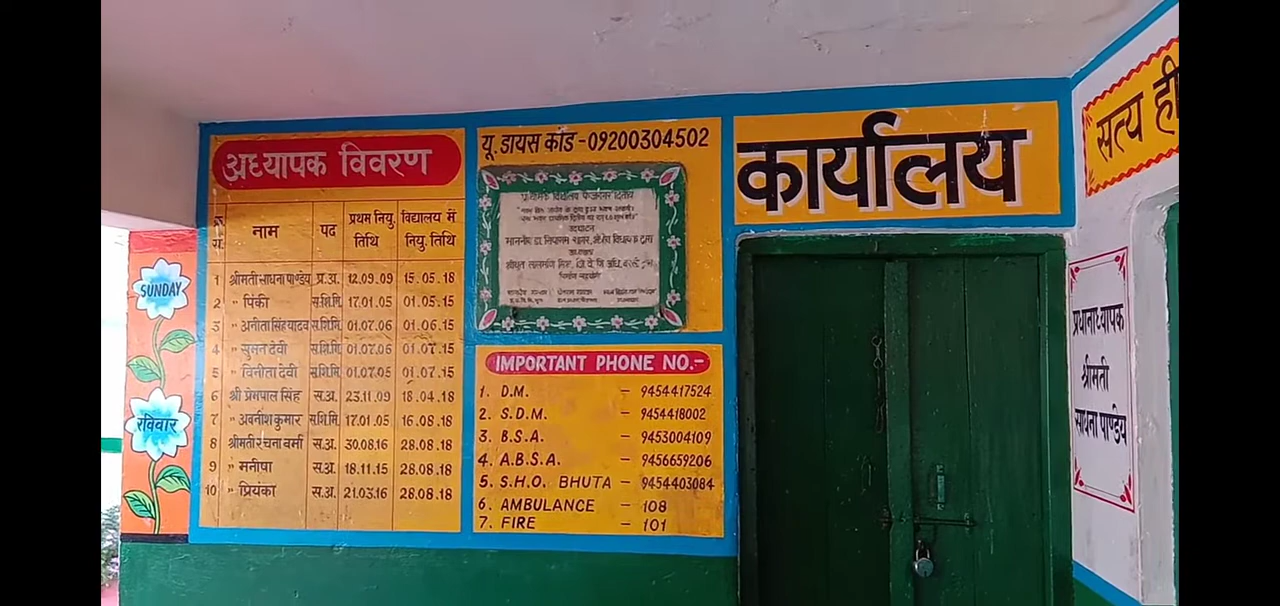 SUNDAY
रविवार
अध्यापक विवरण
क्र. सं. नाम पद प्रथम नियु. तिथि विद्यालय में नियु. तिथि
1 श्रीमती साधना पाण्डेय प्र.अ. 12.09.09 15.05.18
2 " पिंकी स.शि.मि. 17.01.05 01.05.15
3 " अनीता सिंह यादव स.शि.मि. 01.07.06 01.06.15
4 " सुमन देवी स.शि.मि. 01.07.06 01.07.15
5 " विनीता देवी स.शि.मि. 01.07.05 01.07.15
6 श्री प्रेमपाल सिंह स.अ. 23.11.09 18.04.18
7 " अवनीश कुमार स.शि.मि. 17.01.05 16.08.18
8 श्रीमती रचना वर्मा स.अ. 30.08.16 28.08.18
9 " मनीषा स.अ. 18.11.15 28.08.18
10 " प्रियंका स.अ. 21.03.16 28.08.18
यू. डायस कोड -09200304502
प्राथमिक विद्यालय
उद्घाटन
माननीय डा.
द्वारा
IMPORTANT PHONE NO.-
1. D.M. - 9454417524
2. S.D.M. - 9454418002
3. B.S.A. - 9453004109
4. A.B.S.A. - 9456659206
5. S.H.O. BHUTA - 9454403084
6. AMBULANCE - 108
7. FIRE - 101
कार्यालय
सत्य ही
प्रधानाध्यापक
श्रीमती
साधना पाण्डेय